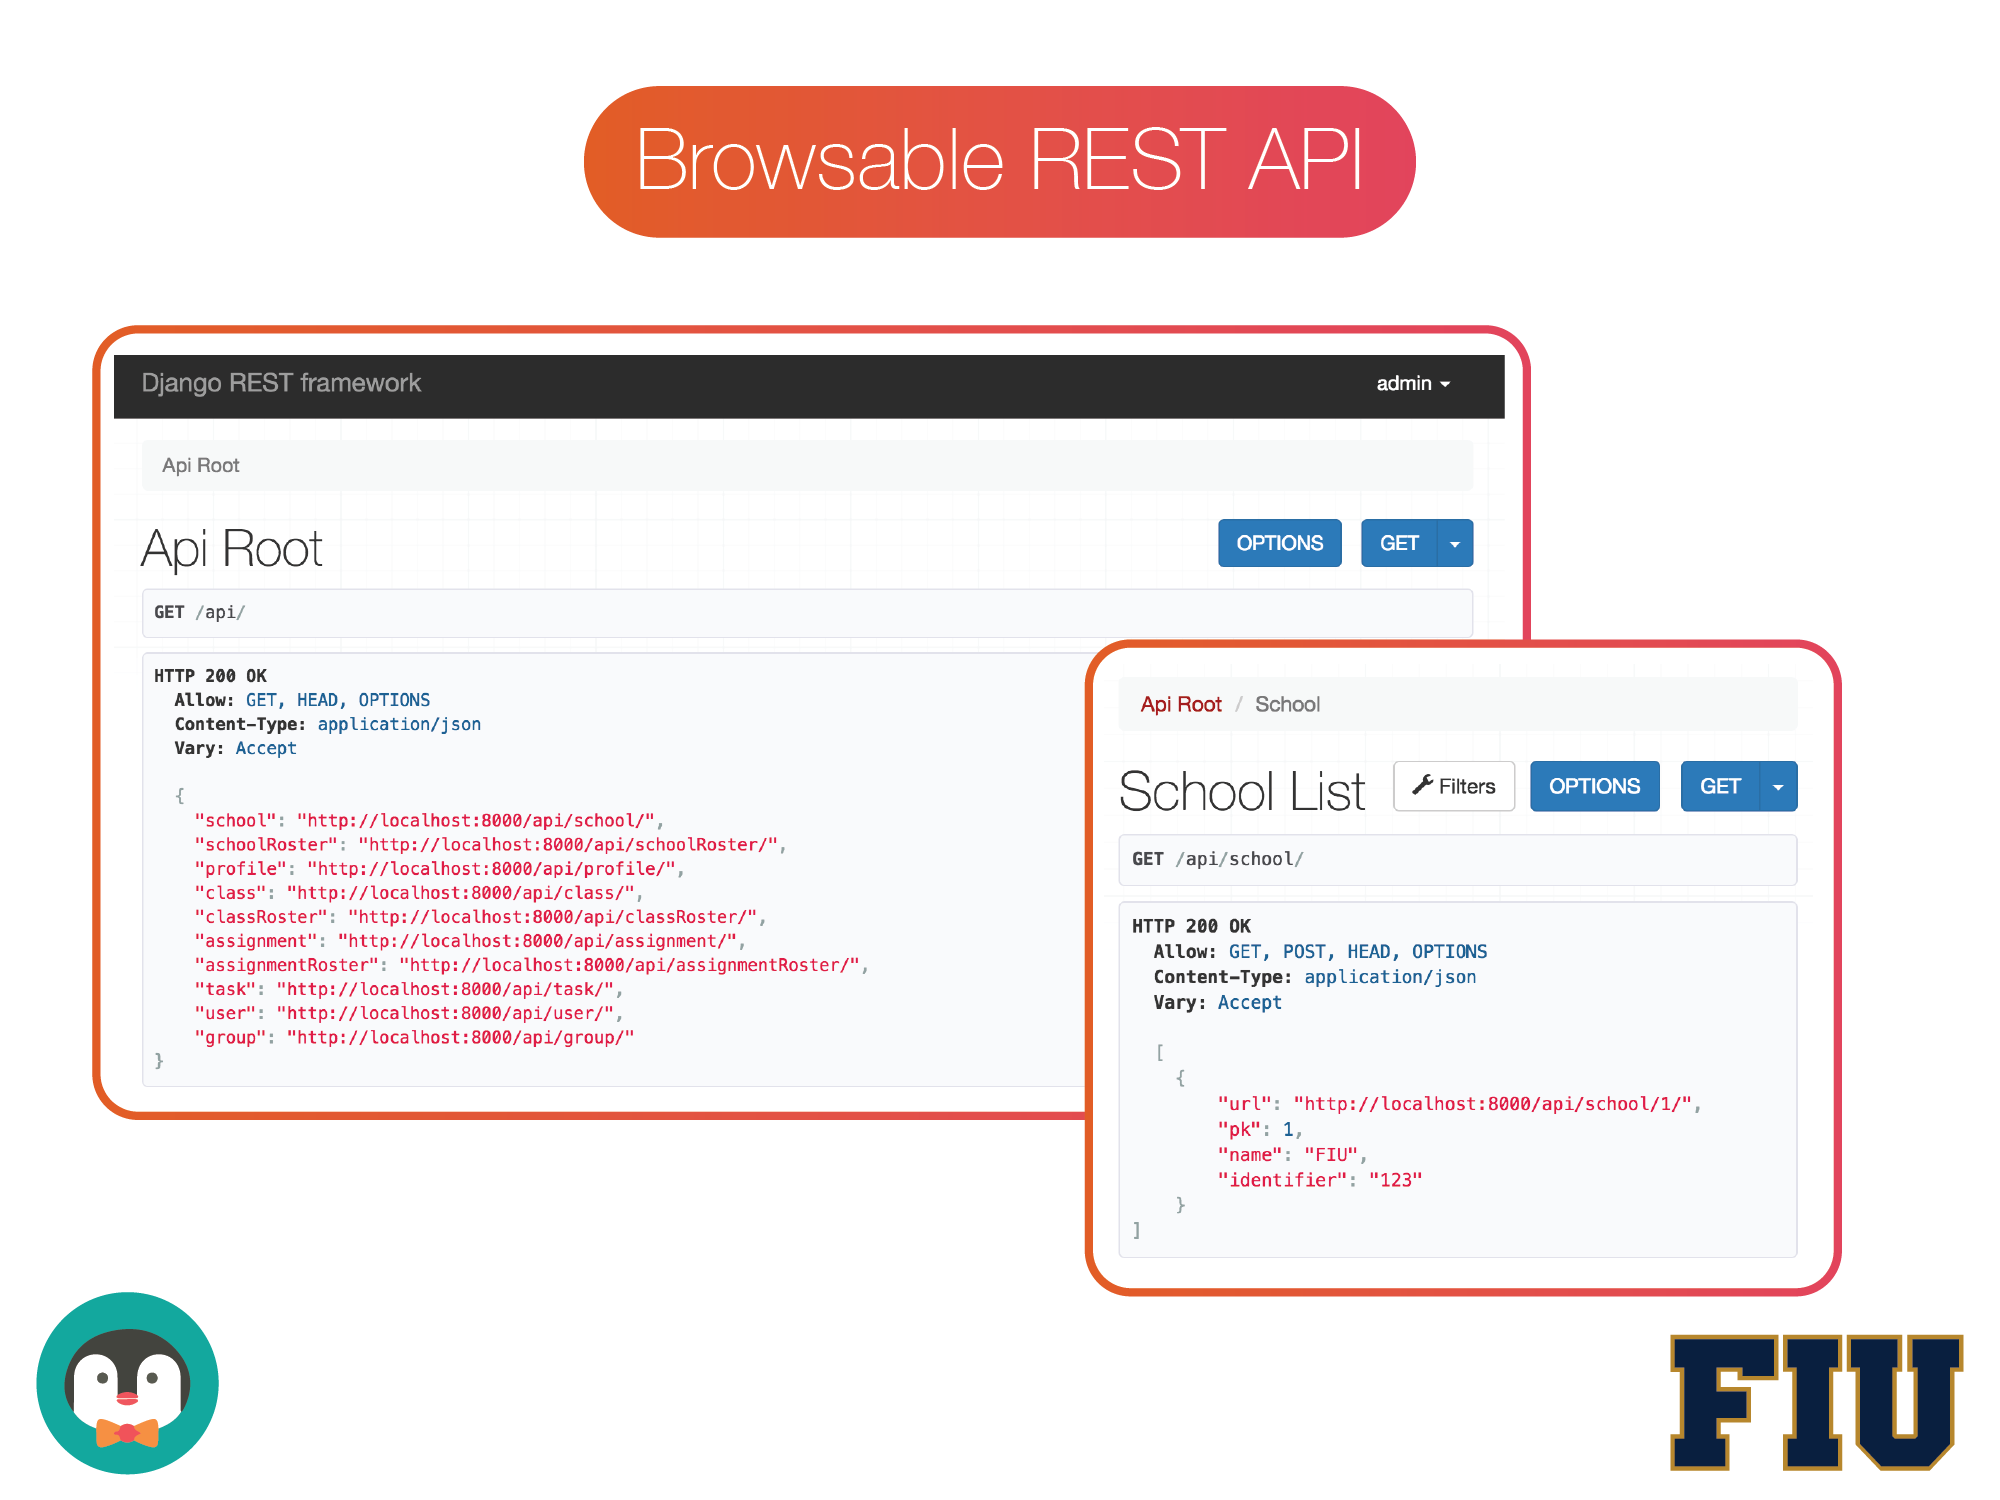 Browsable REST API
Django REST framework
admin
Api Root
Api Root
OPTIONS
GET
GET /api/
HTTP 200 OK
Allow: GET, HEAD, OPTIONS
Content-Type: application/json
Vary: Accept
{
"school": "http://localhost:8000/api/school/",
"schoolRoster": "http://localhost:8000/api/schoolRoster/",
"profile": "http://localhost:8000/api/profile/",
"class": "http://localhost:8000/api/class/",
"classRoster": "http://localhost:8000/api/classRoster/",
"assignment": "http://localhost:8000/api/assignment/",
"assignmentRoster": "http://localhost:8000/api/assignmentRoster/",
"task": "http://localhost:8000/api/task/",
"user": "http://localhost:8000/api/user/",
"group": "http://localhost:8000/api/group/"
}
Api Root / School
School List
Filters
OPTIONS
GET
GET /api/school/
HTTP 200 OK
Allow: GET, POST, HEAD, OPTIONS
Content-Type: application/json
Vary: Accept
[
{
"url": "http://localhost:8000/api/school/1/",
"pk": 1,
"name": "FIU",
"identifier": "123"
}
]
FIU